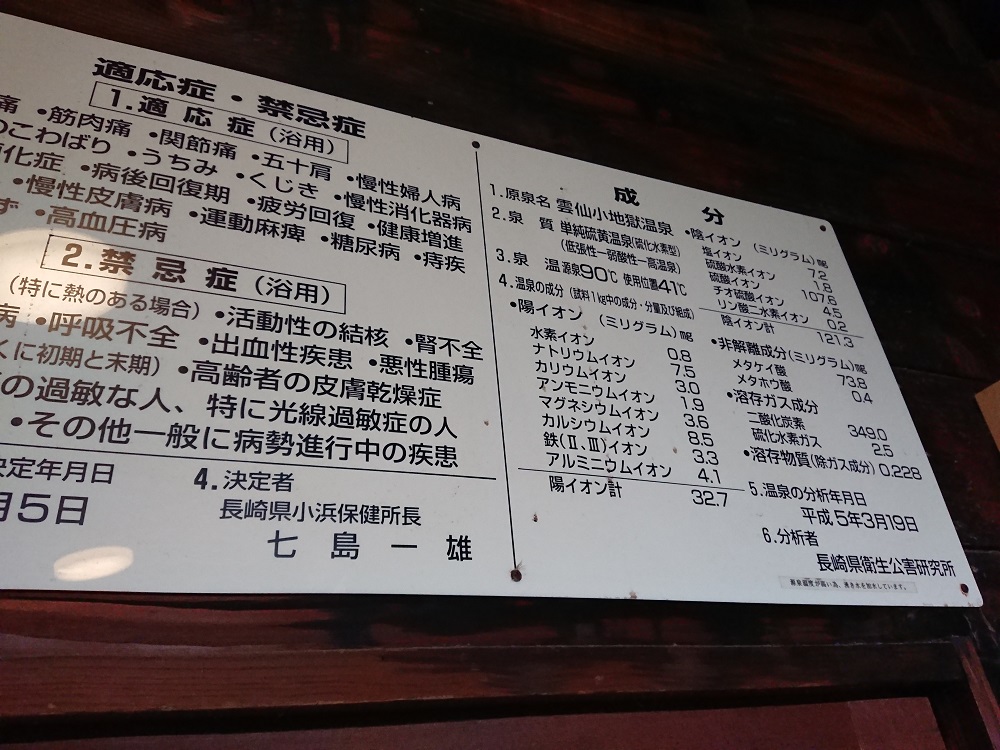 適応症・禁忌症
1.適応症（浴用）
痛 •筋肉痛 •関節痛 •五十肩 •慢性婦人病
のこわばり •うちみ •くじき •慢性消化器病
化症 •病後回復期 •疲労回復 •健康増進
•慢性皮膚病 •運動麻痺 •糖尿病 •痔疾
ず •高血圧病
2.禁忌症（浴用）
（特に熱のある場合） •活動性の結核 •腎不全
病 •呼吸不全 •出血性疾患 •悪性腫瘍
くに初期と末期） •高齢者の皮膚乾燥症
の過敏な人、特に光線過敏症の人
•その他一般に病勢進行中の疾患
決定年月日
月5日
4.決定者
長崎県小浜保健所長
七島一雄
成分
1.原泉名 雲仙小地獄温泉
2.泉質 単純硫黄温泉(硫化水素型)
(低張性ー弱酸性ー高温泉)
3.泉温 源泉90℃ 使用位置41℃
4.温泉の成分（試料1kg中の成分・分量及び組成）
•陽イオン （ミリグラム）mg
水素イオン 0.8
ナトリウムイオン 7.5
カリウムイオン 3.0
アンモニウムイオン 1.9
マグネシウムイオン 3.6
カルシウムイオン 8.5
鉄(Ⅱ、Ⅲ)イオン 3.3
アルミニウムイオン 4.1
陽イオン計 32.7
•陰イオン （ミリグラム）mg
塩イオン 7.2
硫酸水素イオン 1.8
硫酸イオン 107.6
チオ硫酸イオン 4.5
リン酸二水素イオン 0.2
陰イオン計 121.3
•非解離成分(ミリグラム)mg
メタケイ酸 73.8
メタホウ酸 0.4
•溶存ガス成分
二酸化炭素 349.0
硫化水素ガス 2.5
•溶存物質(除ガス成分) 0.228
5.温泉の分析年月日
平成5年3月19日
6.分析者
長崎県衛生公害研究所